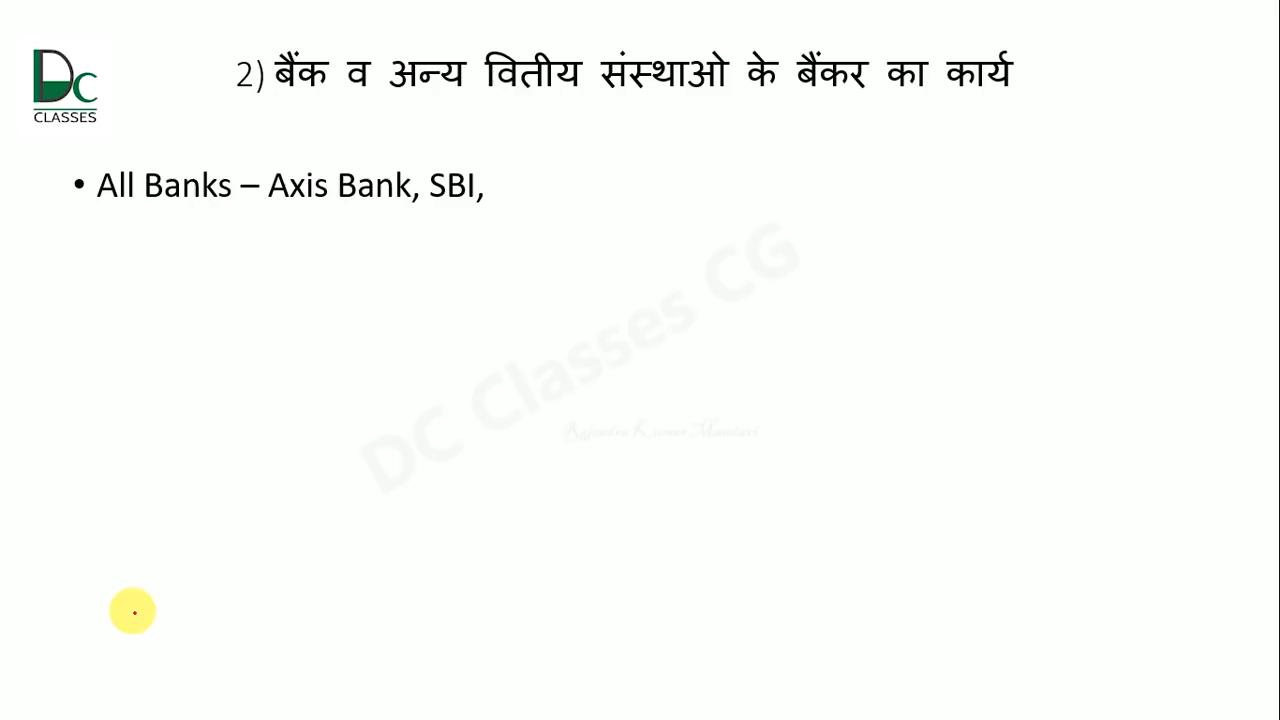 DC
CLASSES
2) बैंक व अन्य वितीय संस्थाओ के बैंकर का कार्य
• All Banks – Axis Bank, SBI,
DC Classes CG